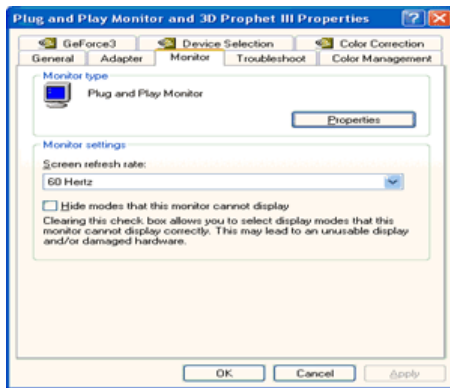 Plug and Play Monitor and 3D Prophet III Properties
GeForce3 Device Selection Color Correction
General Adapter Monitor Troubleshoot Color Management
Monitor type
Plug and Play Monitor
Properties
Monitor settings
Screen refresh rate:
60 Hertz
Hide modes that this monitor cannot display
Clearing this check box allows you to select display modes that this
monitor cannot display correctly. This may lead to an unusable display
and/or damaged hardware.
OK Cancel Apply